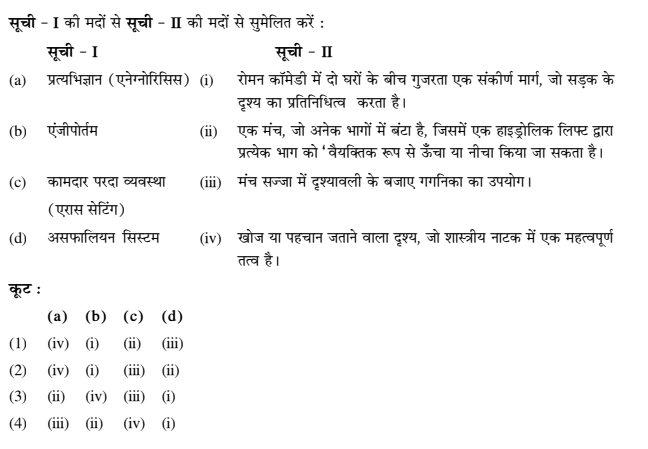 सूची - I की मदों से सूची - II की मदों से सुमेलित करें :
सूची - I सूची - II
(a) प्रत्यभिज्ञान (एनेग्नोरिसिस) (i) रोमन कॉमेडी में दो घरों के बीच गुजरता एक संकीर्ण मार्ग, जो सड़क के
दृश्य का प्रतिनिधित्व करता है।
(b) एंजीपोर्तम (ii) एक मंच, जो अनेक भागों में बंटा है, जिसमें एक हाइड्रोलिक लिफ्ट द्वारा
प्रत्येक भाग को ‘वैयक्तिक रूप से ऊँचा या नीचा किया जा सकता है।
(c) कामदार परदा व्यवस्था (iii) मंच सज्जा में दृश्यावली के बजाए गगनिका का उपयोग।
(एरास सेटिंग)
(d) असफालियन सिस्टम (iv) खोज या पहचान जताने वाला दृश्य, जो शास्त्रीय नाटक में एक महत्वपूर्ण
तत्व है।
कूट :
(a) (b) (c) (d)
(1) (iv) (i) (ii) (iii)
(2) (iv) (i) (iii) (ii)
(3) (ii) (iv) (iii) (i)
(4) (iii) (ii) (iv) (i)